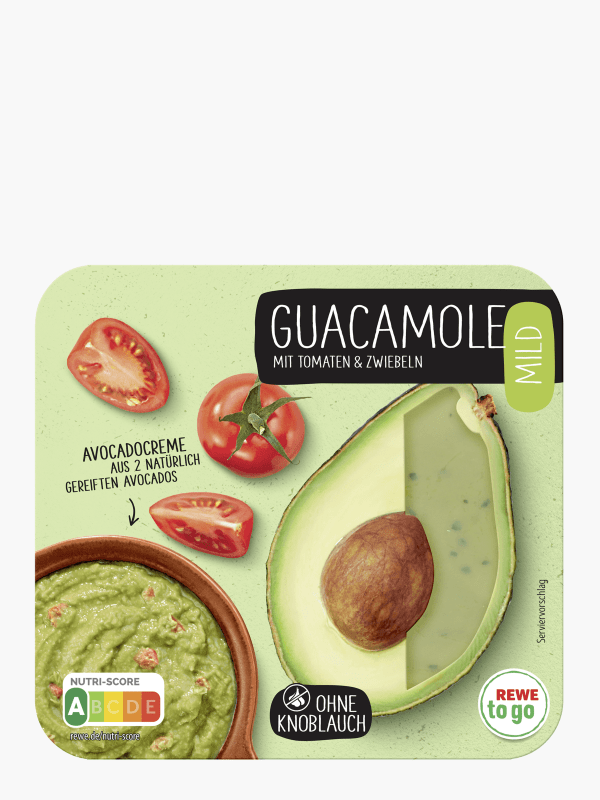 GUACAMOLE
MIT TOMATEN & ZWIEBELN
MILD
AVOCADOCREME
AUS 2 NATÜRLICH
GEREIFTEN AVOCADOS
Serviervorschlag
NUTRI-SCORE
A B C D E
rewe.de/nutri-score
OHNE
KNOBLAUCH
REWE
to go